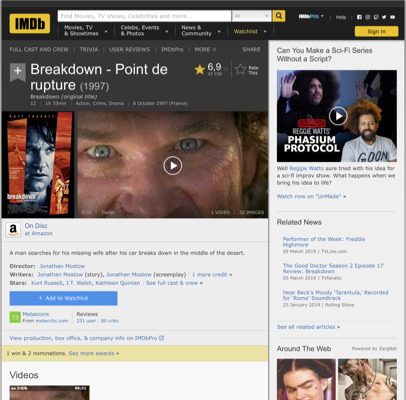 IMDb
Find Movies, TV shows, Celebrities and more...
All
IMDbPro
Help
Movies, TV & Showtimes
Celebs, Events & Photos
News & Community
Watchlist
Sign in
FULL CAST AND CREW | TRIVIA | USER REVIEWS | IMDbPro | MORE
SHARE
Breakdown - Point de rupture (1997)
Breakdown (original title)
6,9
Rate This
12 | 1h 33min | Action, Crime, Drama | 8 October 1997 (France)
kurt russell
breakdown
Trailer
1 VIDEO
32 IMAGES
On Disc
at Amazon
A man searches for his missing wife after his car breaks down in the middle of the desert.
Director: Jonathan Mostow
Writers: Jonathan Mostow (story), Jonathan Mostow (screenplay) | 1 more credit »
Stars: Kurt Russell, J.T. Walsh, Kathleen Quinlan | See full cast & crew »
+ Add to Watchlist
73
Metascore
From metacritic.com
Reviews
231 user | 80 critic
View production, box office, & company info on IMDbPro
1 win & 2 nominations. See more awards »
Videos
Can You Make a Sci-Fi Series Without a Script?
REGGIE WATTS'
PHASIUM
PROTOCOL
GOON
Well Reggie Watts sure tried with his idea for a sci-fi improv show. What happens when we bring his idea to life?
Watch now on "UnMade" »
Related News
Performer of the Week: Freddie Highmore
09 March 2019 | TVLine.com
The Good Doctor Season 2 Episode 17 Review: Breakdown
05 March 2019 | TVfanatic
Hear Beck's Moody 'Tarantula,' Recorded for 'Roma' Soundtrack
23 January 2019 | Rolling Stone
See all related articles »
Around The Web
Powered by ZergNet